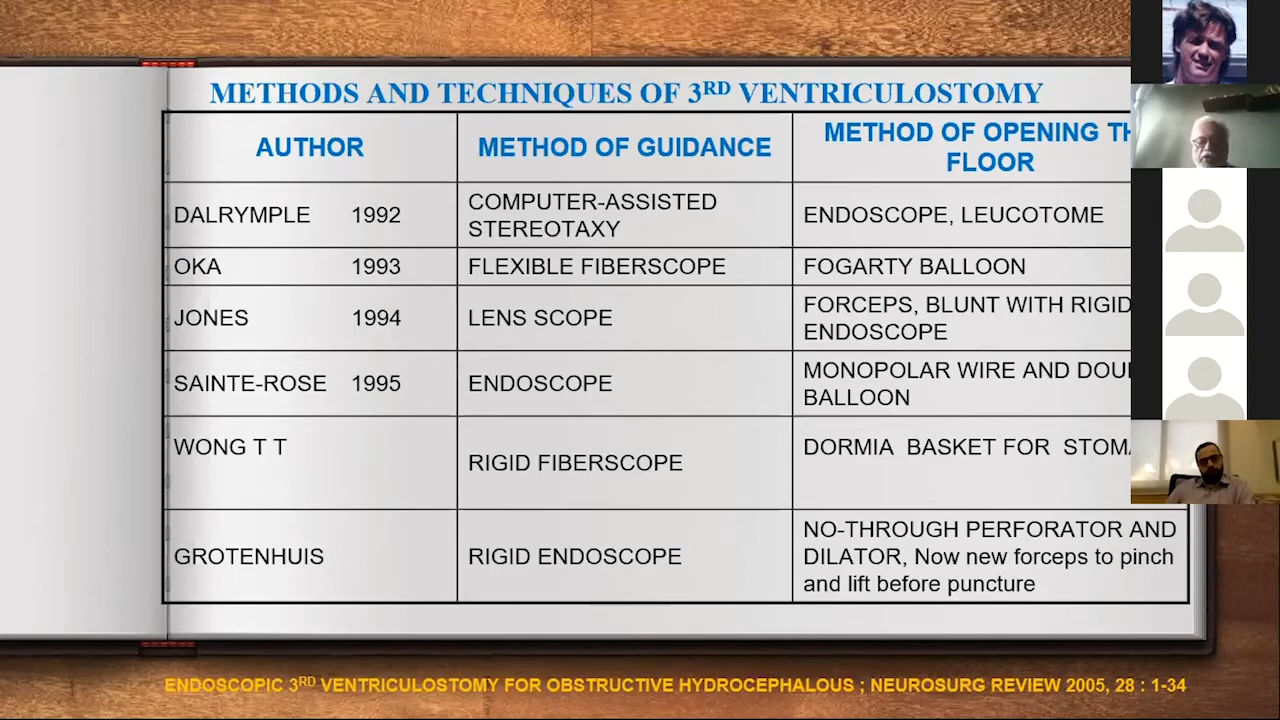 METHODS AND TECHNIQUES OF 3RD VENTRICULOSTOMY
AUTHOR METHOD OF GUIDANCE METHOD OF OPENING
FLOOR
DALRYMPLE 1992 COMPUTER-ASSISTED
STEREOTAXY ENDOSCOPE, LEUCOTOME
OKA 1993 FLEXIBLE FIBERSCOPE FOGARTY BALLOON
JONES 1994 LENS SCOPE FORCEPS, BLUNT WITH RIGID
ENDOSCOPE
SAINTE-ROSE 1995 ENDOSCOPE MONOPOLAR WIRE AND
BALLOON
WONG T T RIGID FIBERSCOPE DORMIA BASKET FOR
GROTENHUIS RIGID ENDOSCOPE NO-THROUGH PERFORATOR AND
DILATOR, Now new forceps to pinch
and lift before puncture
ENDOSCOPIC 3RD VENTRICULOSTOMY FOR OBSTRUCTIVE HYDROCEPHALOUS ; NEUROSURG REVIEW 2005, 28 : 1-34